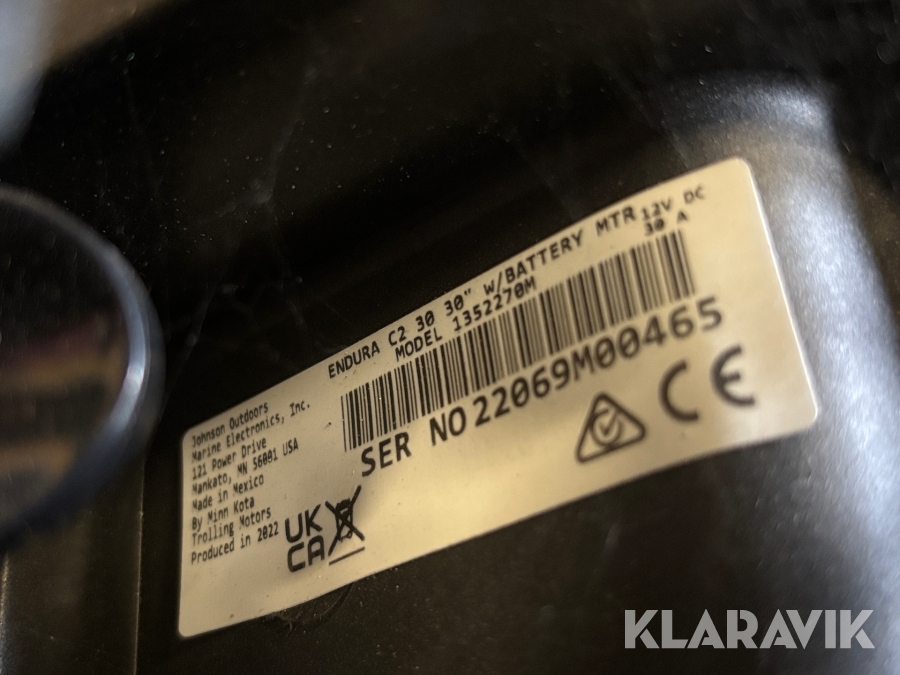 ENDURA C2 30 30" W/BATTERY MTR
MODEL 1352270M
12V DC
30 A
SER NO 22069M00465
Johnson Outdoors
Marine Electronics, Inc.
121 Power Drive
Mankato, MN 56001 USA
Made in Mexico
By Minn Kota
Trolling Motors
Produced in 2022
UK
CA
CE
KLARAVIK